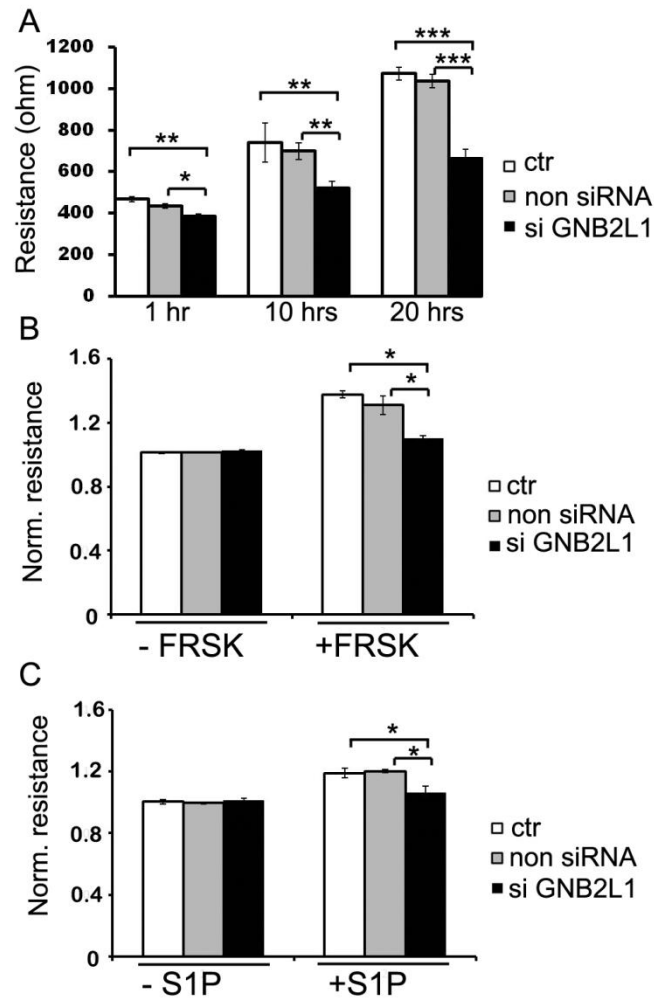 A
Resistance (ohm)
1200
1000
800
600
400
200
0
**
*
**
**
***
***
1 hr
10 hrs
20 hrs
ctr
non siRNA
si GNB2L1
B
Norm. resistance
1.6
1.2
0.8
0.4
0
*
*
- FRSK
+FRSK
ctr
non siRNA
si GNB2L1
C
Norm. resistance
1.6
1.2
0.8
0.4
0
*
*
- S1P
+S1P
ctr
non siRNA
si GNB2L1